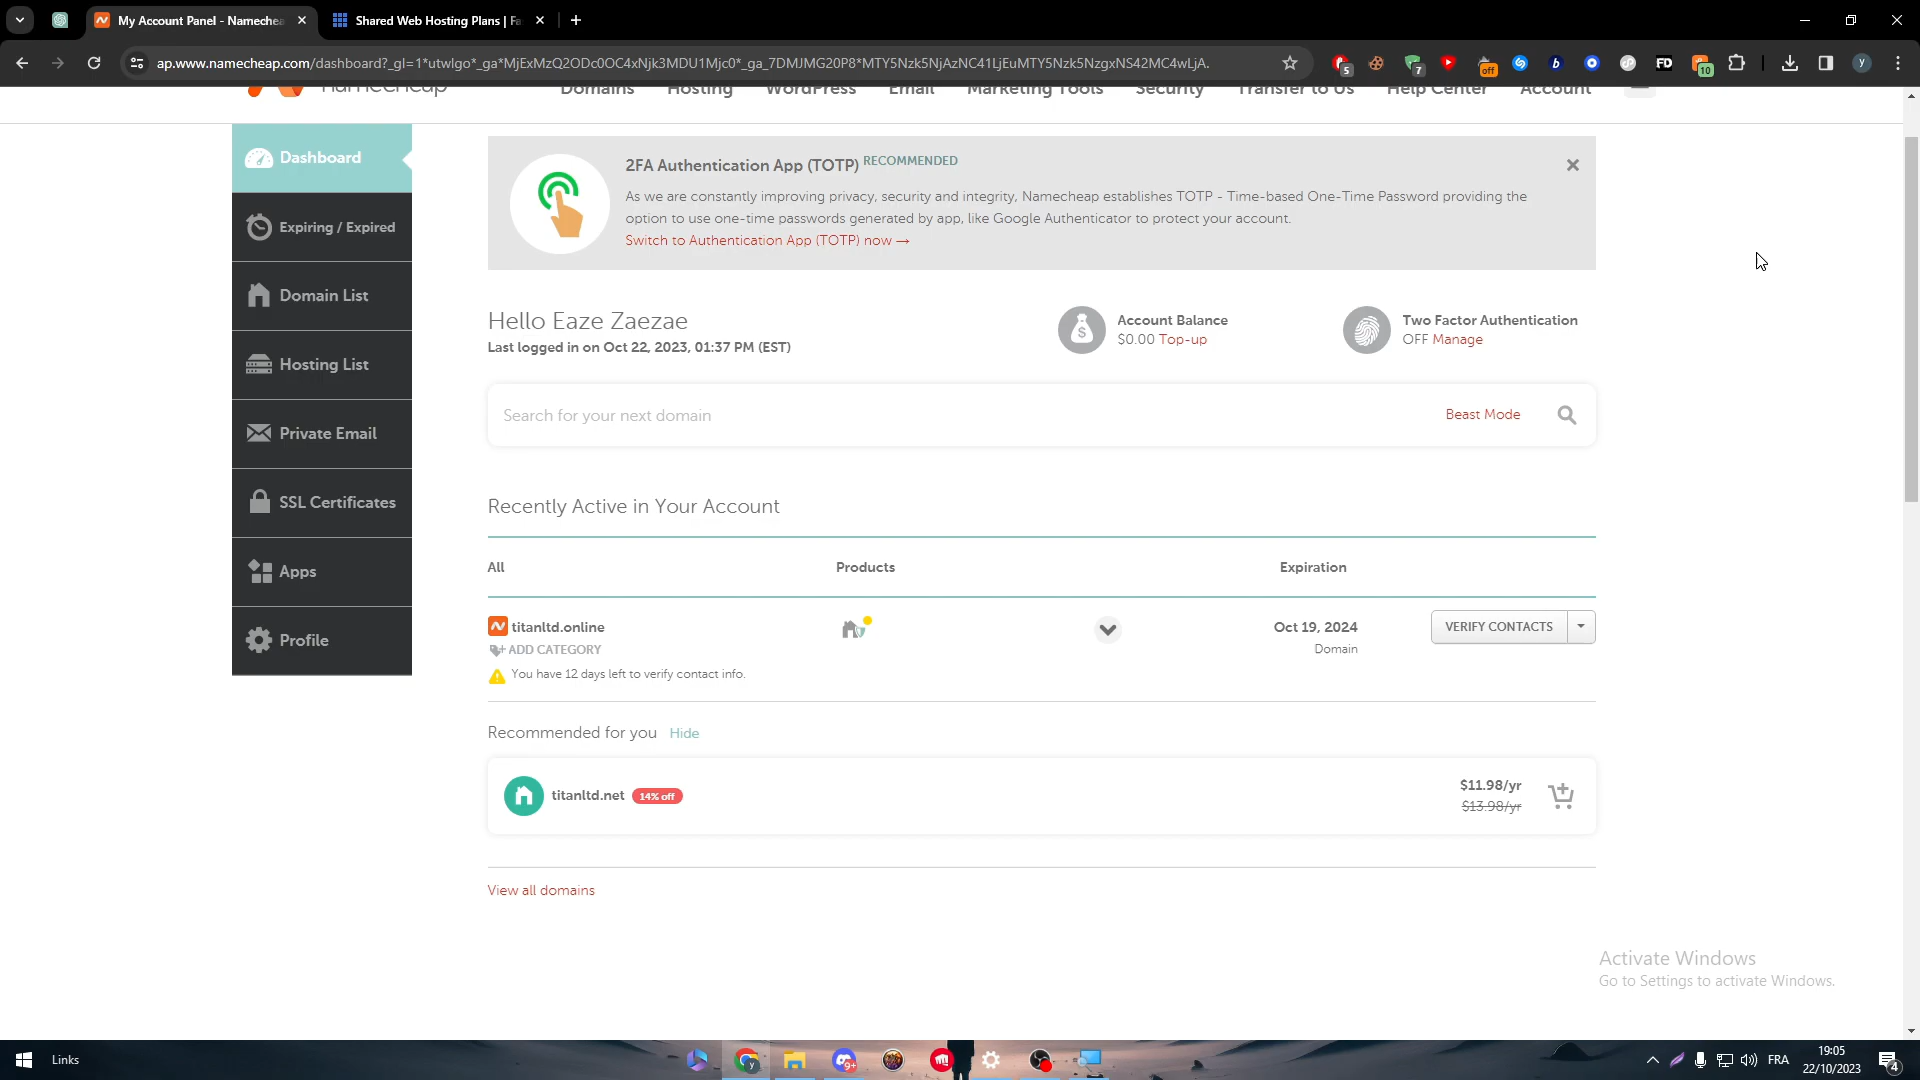 My Account Panel - Nameche
Shared Web Hosting Plans | Fa
ap.www.namecheap.com/dashboard?_gl=1*utwlgo*_ga*MjExMzQ2ODc0OC4xNjk3MDU1Mjc0*_ga_7DMJMG20P8*MTY5Nzk5NjAzNC41LjEuMTY5Nzk5NzgxNS42MC4wLjA.
5
7
off
b
FD
10
y
namecheap
Domains
Hosting
WordPress
Email
Marketing Tools
Security
Transfer to Us
Help Center
Account
Dashboard
Expiring / Expired
Domain List
Hosting List
Private Email
SSL Certificates
Apps
Profile
2FA Authentication App (TOTP) RECOMMENDED
As we are constantly improving privacy, security and integrity, Namecheap establishes TOTP - Time-based One-Time Password providing the
option to use one-time passwords generated by app, like Google Authenticator to protect your account.
Switch to Authentication App (TOTP) now →
Hello Eaze Zaezae
Last logged in on Oct 22, 2023, 01:37 PM (EST)
$
Account Balance
$0.00 Top-up
Two Factor Authentication
OFF Manage
Search for your next domain
Beast Mode
Recently Active in Your Account
All
Products
Expiration
titanltd.online
ADD CATEGORY
You have 12 days left to verify contact info.
Oct 19, 2024
Domain
VERIFY CONTACTS
Recommended for you Hide
titanltd.net 14% off
$11.98/yr
$13.98/yr
View all domains
Activate Windows
Go to Settings to activate Windows.
Links
y
9+
FRA
19:05
22/10/2023
4